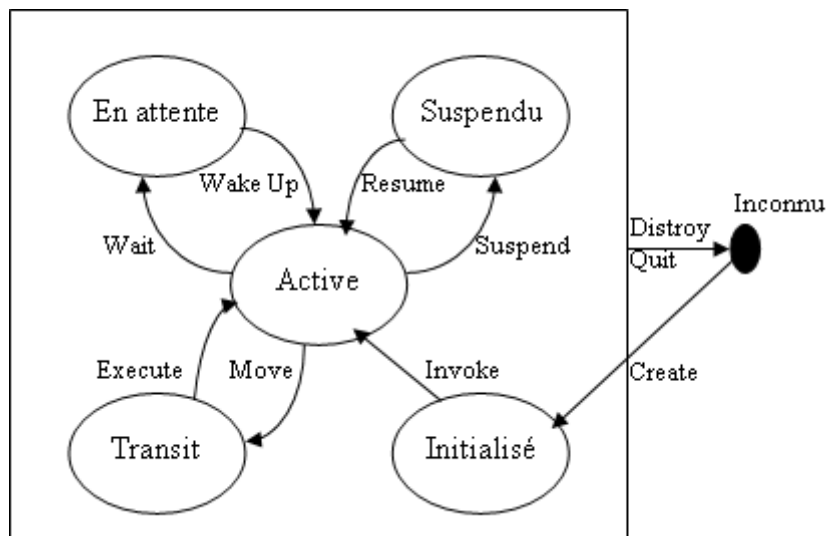 En attente
Suspendu
Wake Up
Resume
Inconnu
Wait
Suspend
Distroy
Quit
Active
Execute
Move
Invoke
Create
Transit
Initialisé